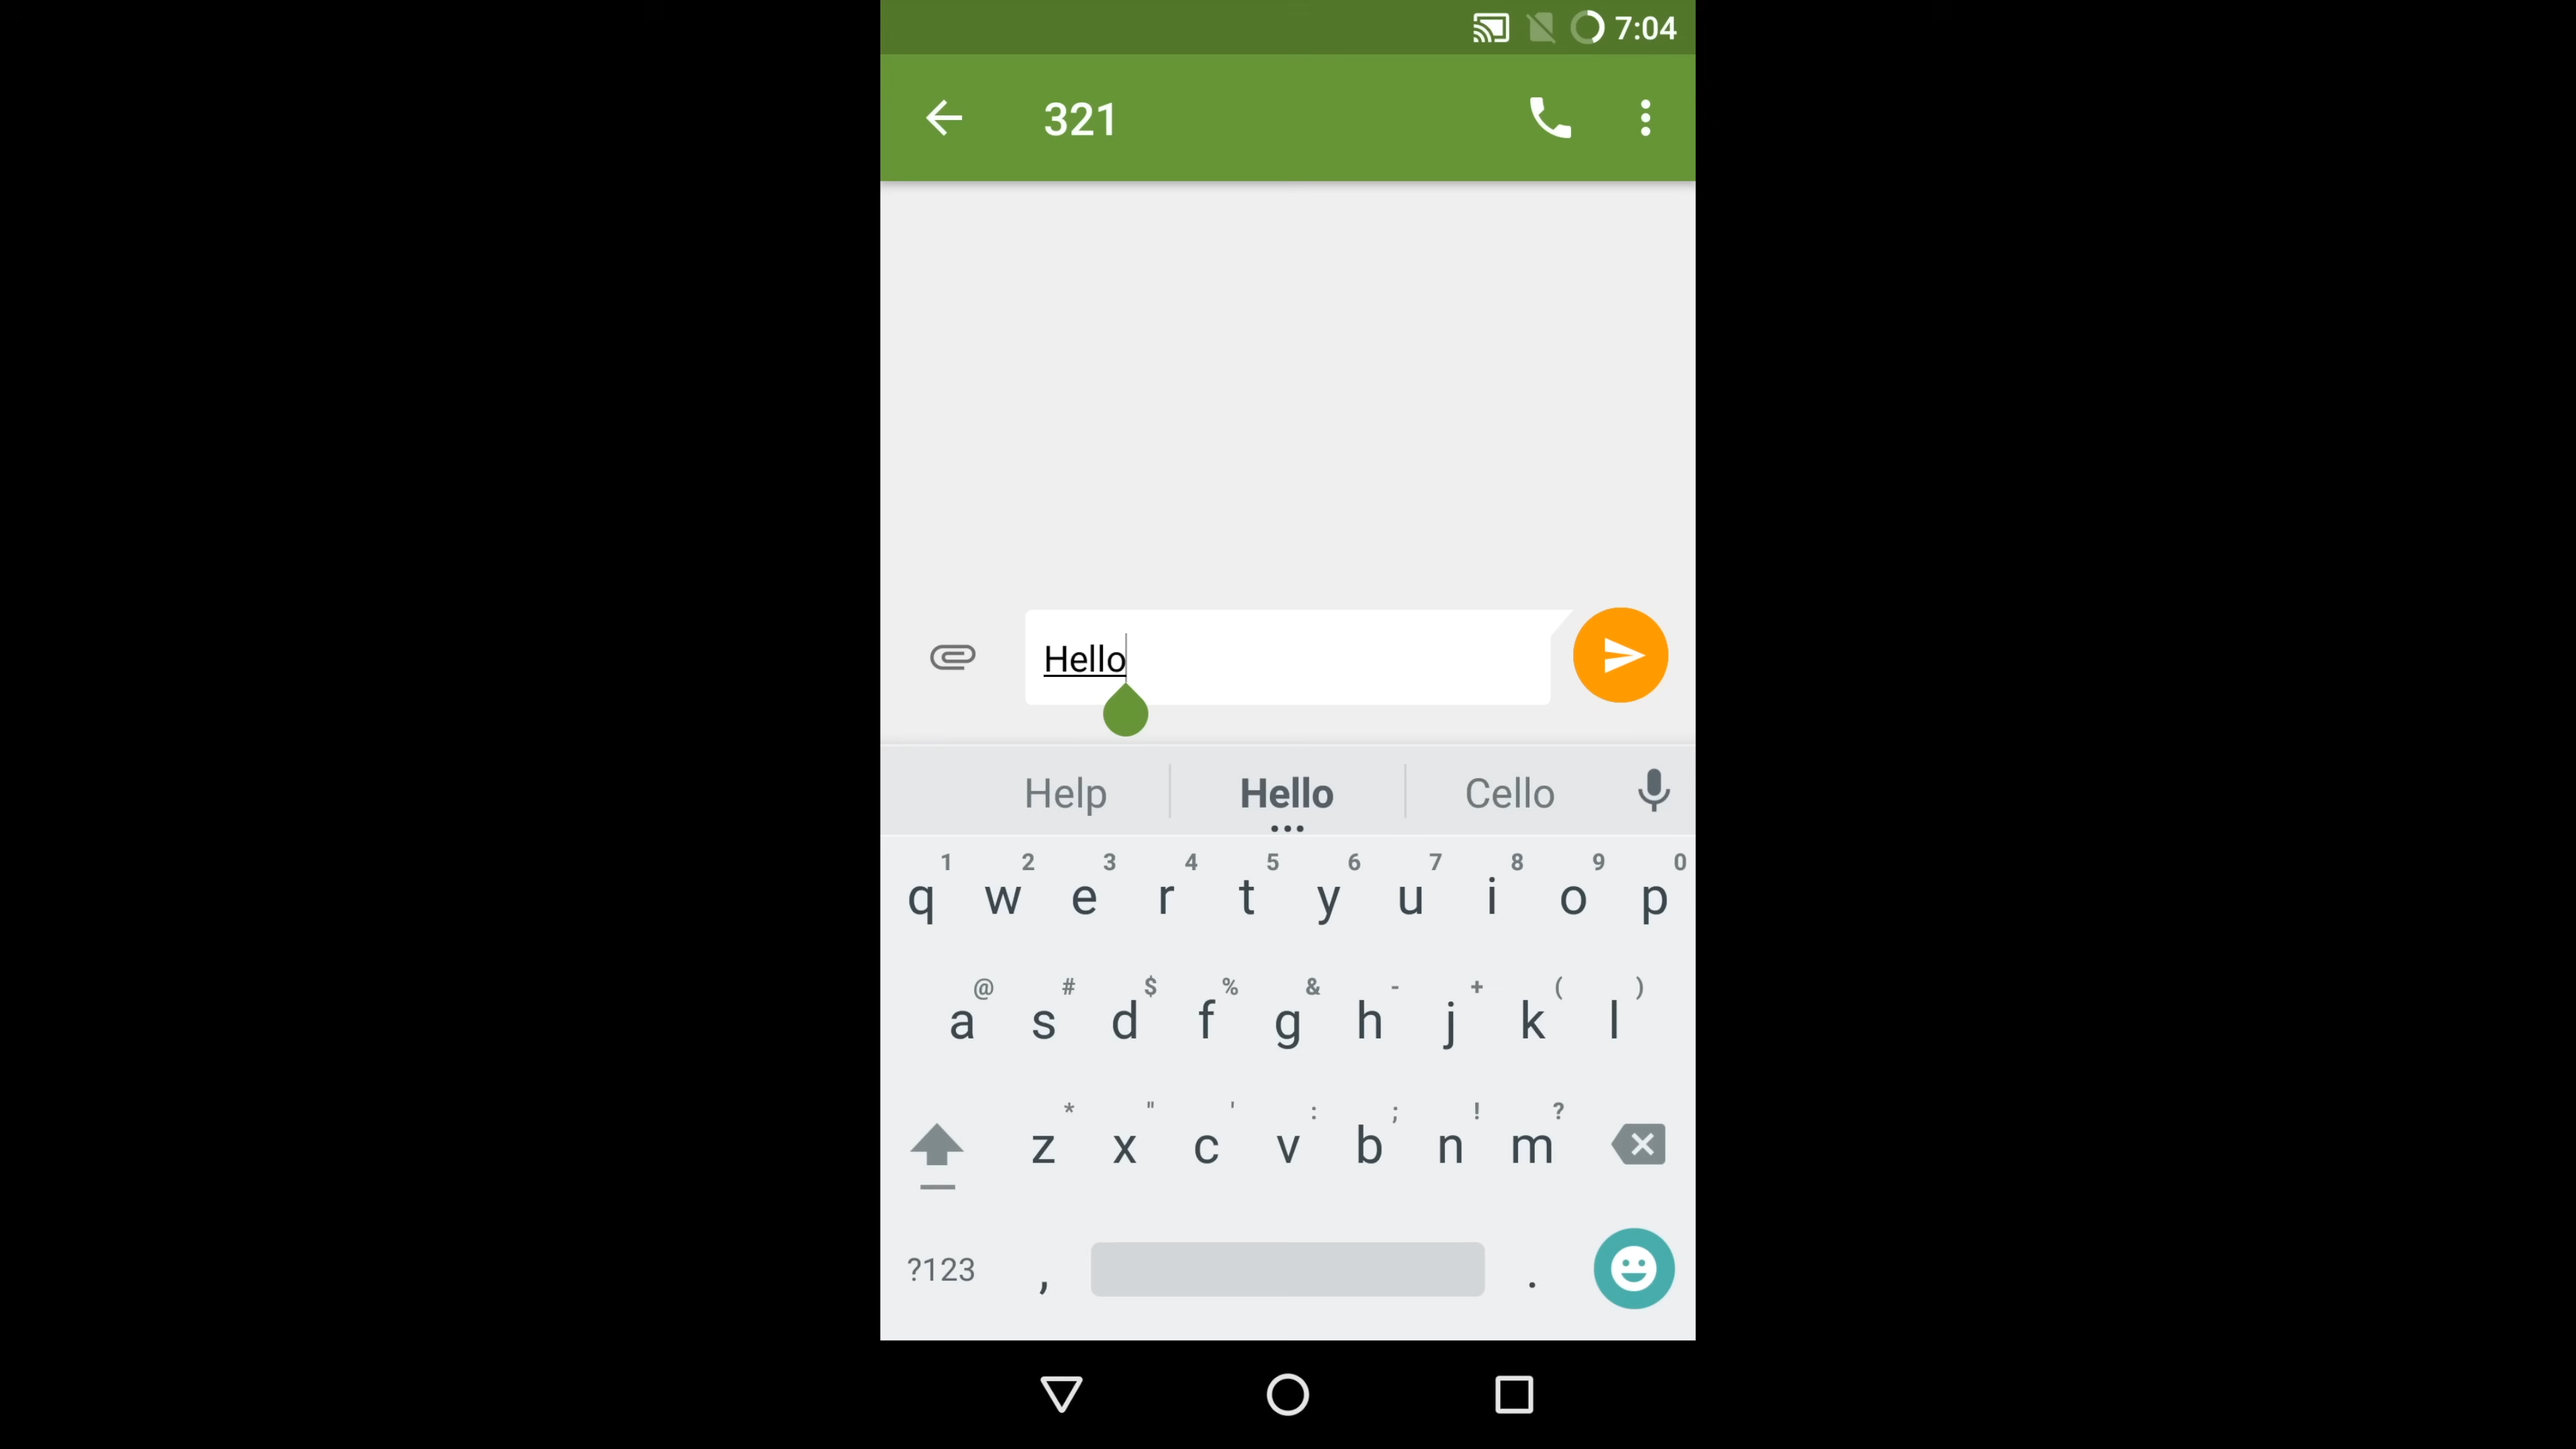 7:04
321
Hello
Help Hello Cello
1 2 3 4 5 6 7 8 9 0
q w e r t y u i o p
@ # $ % & - + ( )
a s d f g h j k l
* " ' : ; ! ?
z x c v b n m
?123 , .